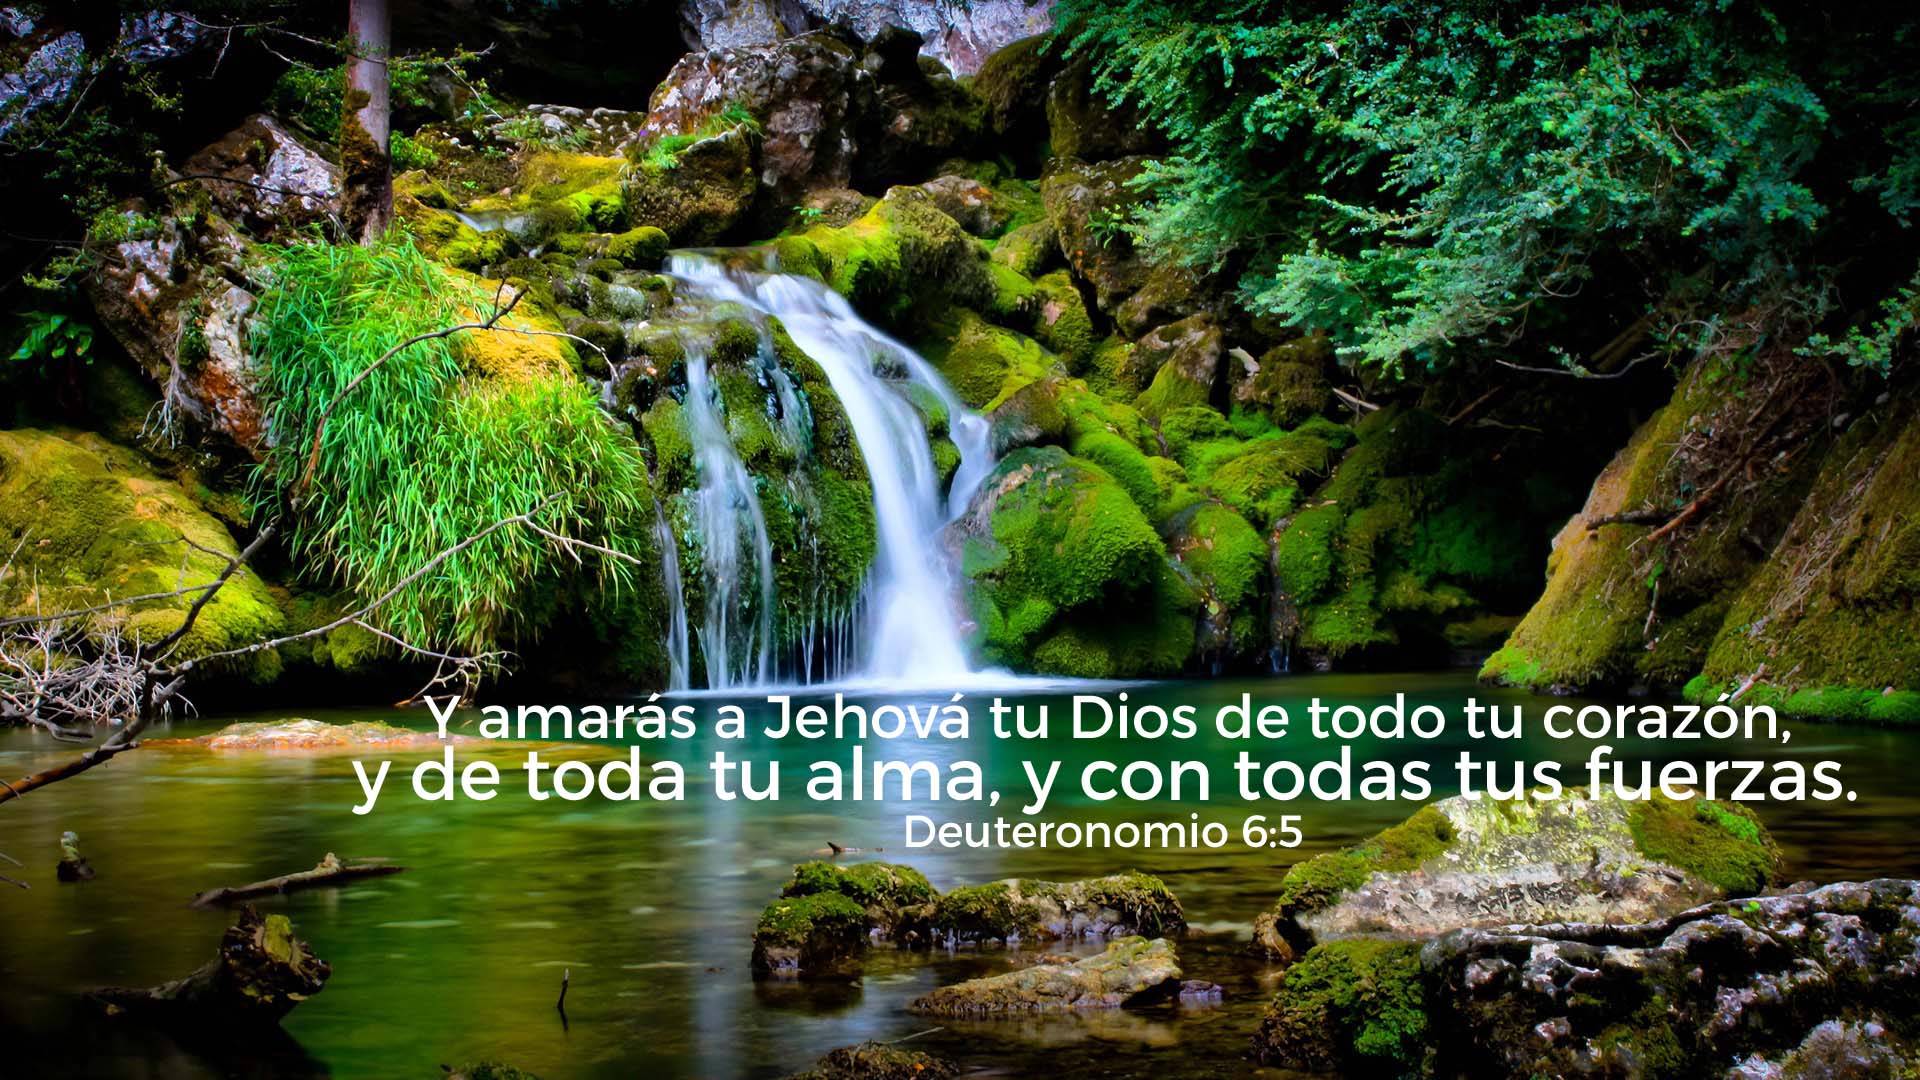 Y amarás a Jehová tu Dios de todo tu corazón,
y de toda tu alma, y con todas tus fuerzas.
Deuteronomio 6:5